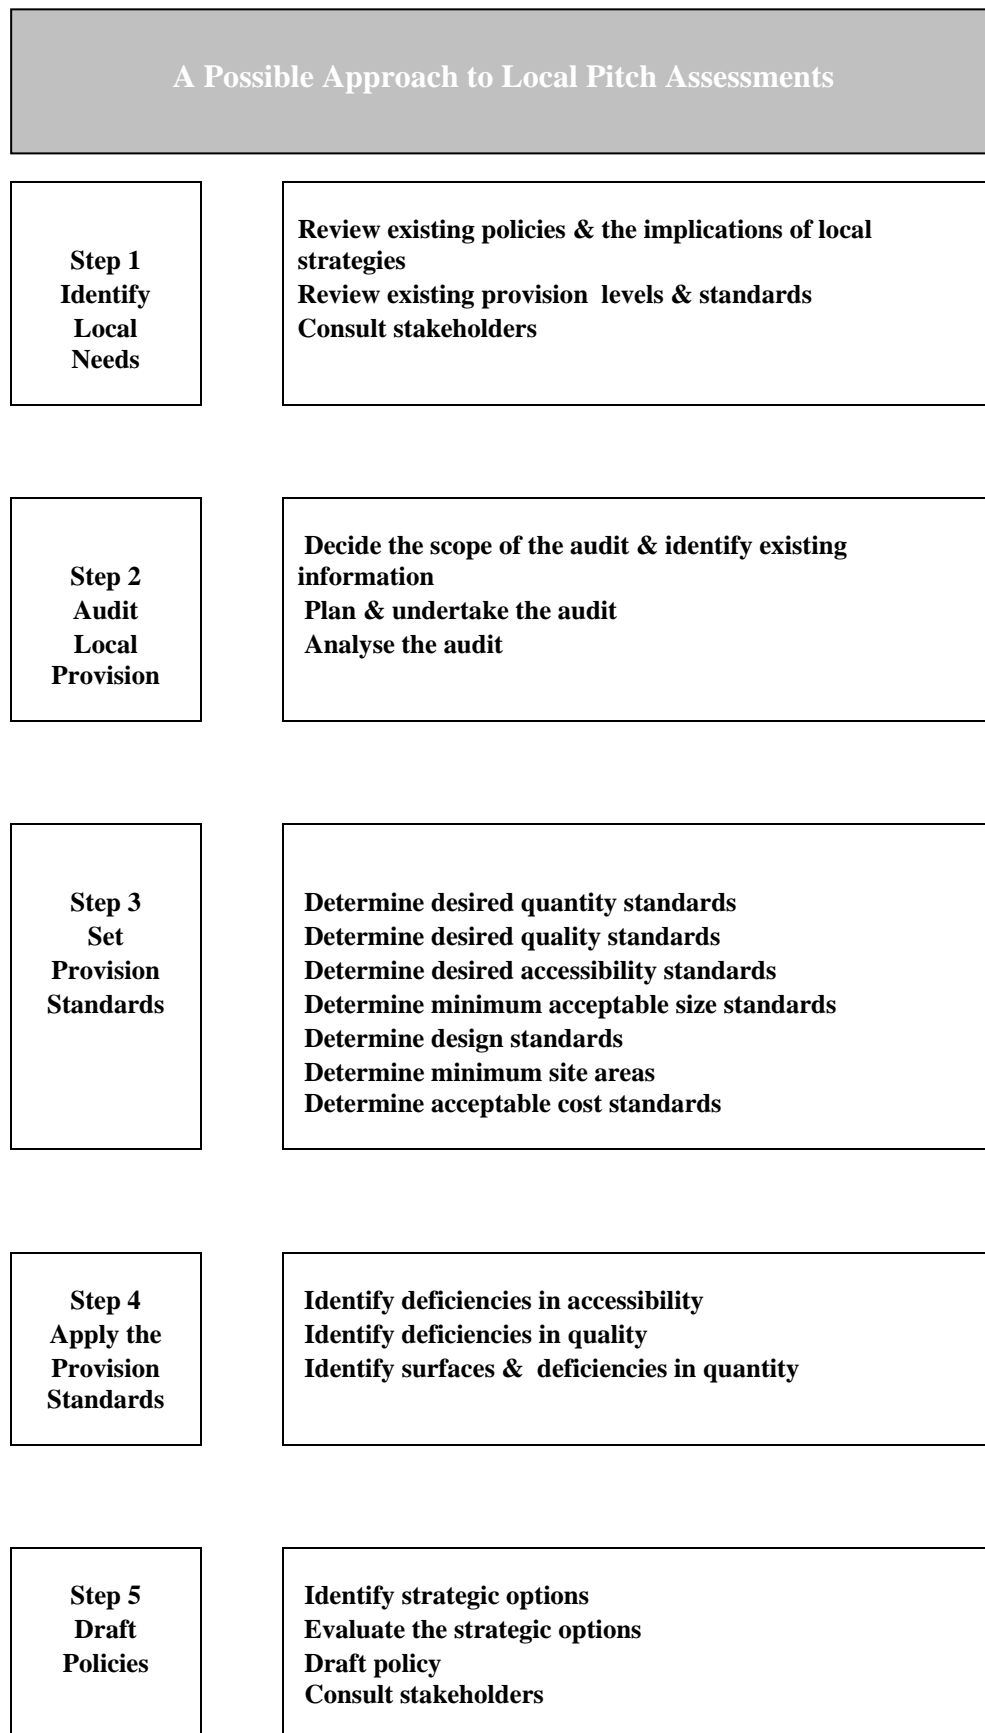 A Possible Approach to Local Pitch Assessments
Step 1
Identify
Local
Needs
Review existing policies & the implications of local
strategies
Review existing provision levels & standards
Consult stakeholders
Step 2
Audit
Local
Provision
Decide the scope of the audit & identify existing
information
Plan & undertake the audit
Analyse the audit
Step 3
Set
Provision
Standards
Determine desired quantity standards
Determine desired quality standards
Determine desired accessibility standards
Determine minimum acceptable size standards
Determine design standards
Determine minimum site areas
Determine acceptable cost standards
Step 4
Apply the
Provision
Standards
Identify deficiencies in accessibility
Identify deficiencies in quality
Identify surfaces & deficiencies in quantity
Step 5
Draft
Policies
Identify strategic options
Evaluate the strategic options
Draft policy
Consult stakeholders